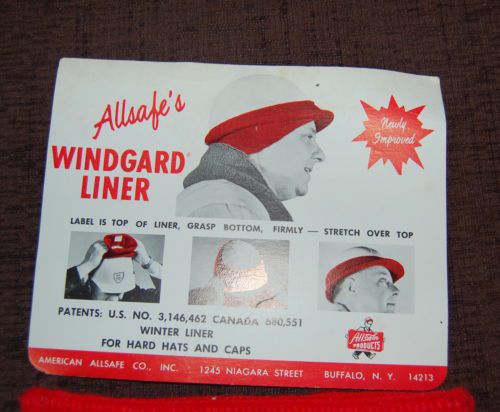 Allsafe's
WINDGARD®
LINER
Newly
Improved
LABEL IS TOP OF LINER, GRASP BOTTOM, FIRMLY — STRETCH OVER TOP
PATENTS: U.S. NO. 3,146,462 CANADA 680,551
WINTER LINER
FOR HARD HATS AND CAPS
Allsafe
PRODUCTS
AMERICAN ALLSAFE CO., INC. 1245 NIAGARA STREET BUFFALO, N. Y. 14213